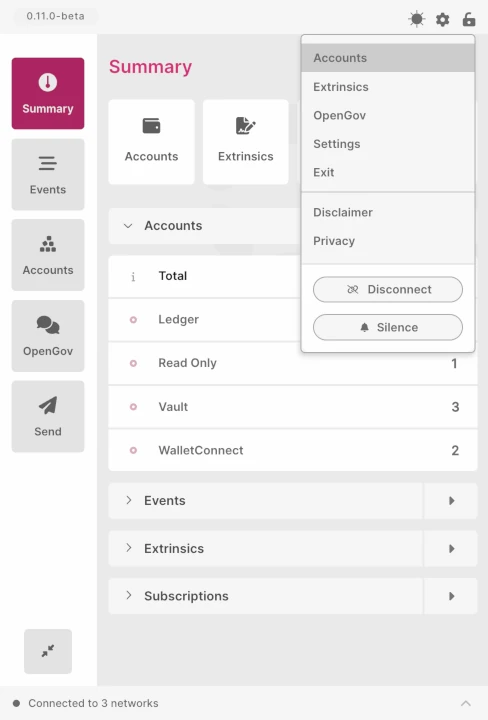 0.11.0-beta
Summary
Events
Accounts
OpenGov
Send
Summary
Accounts
Extrinsics
Accounts
Total
Ledger
Read Only 1
Vault 3
WalletConnect 2
Events
Extrinsics
Subscriptions
Accounts
Extrinsics
OpenGov
Settings
Exit
Disclaimer
Privacy
Disconnect
Silence
Connected to 3 networks